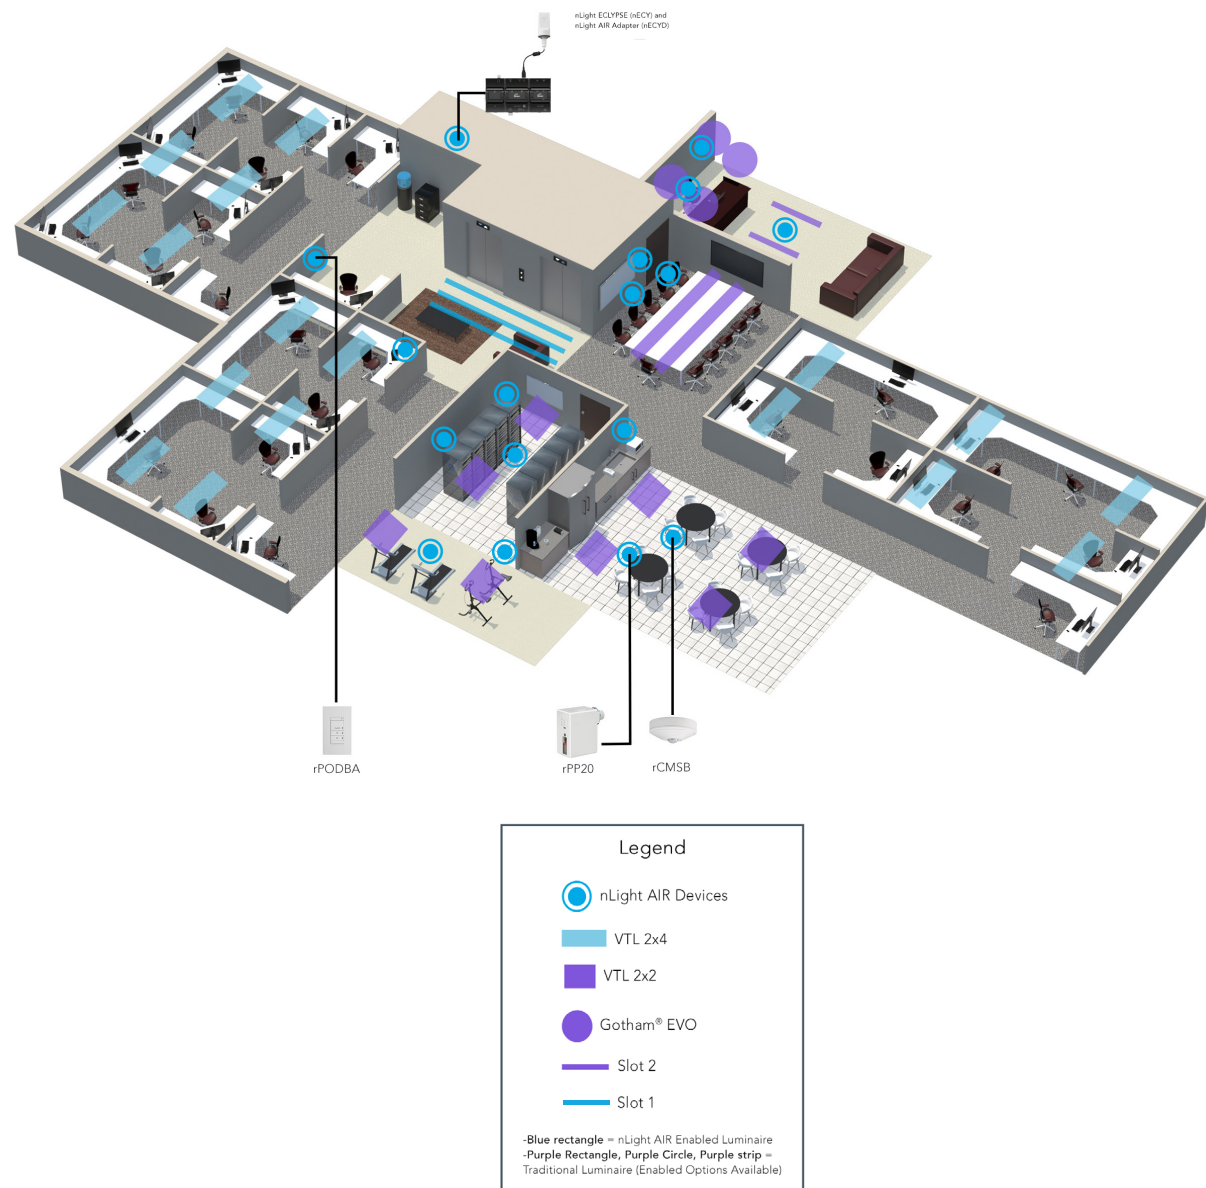 nLight ECLYPSE (nECY) and
nLight AIR Adapter (nECYD)
rPODBA
rPP20
rCMSB
Legend
nLight AIR Devices
VTL 2x4
VTL 2x2
Gotham® EVO
Slot 2
Slot 1
-Blue rectangle = nLight AIR Enabled Luminaire
-Purple Rectangle, Purple Circle, Purple strip =
Traditional Luminaire (Enabled Options Available)